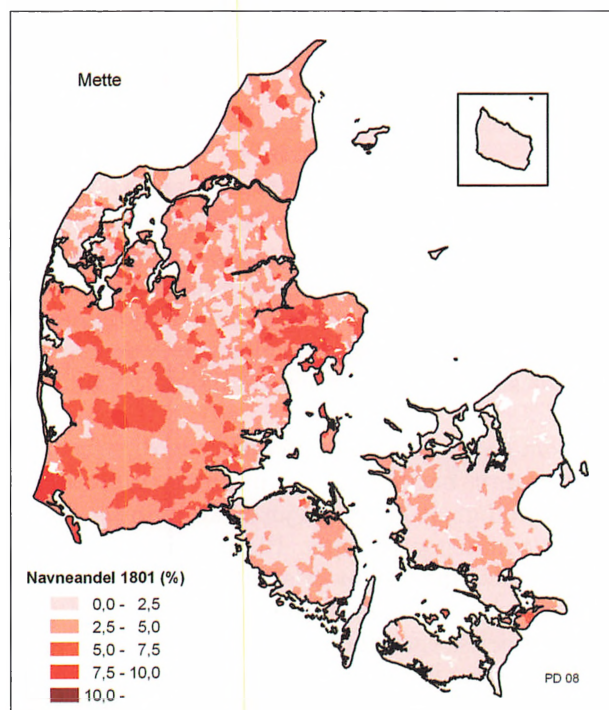 Mette
Navneandel 1801 (%)
0,0 - 2,5
2,5 - 5,0
5,0 - 7,5
7,5 - 10,0
10,0 -
PD 08